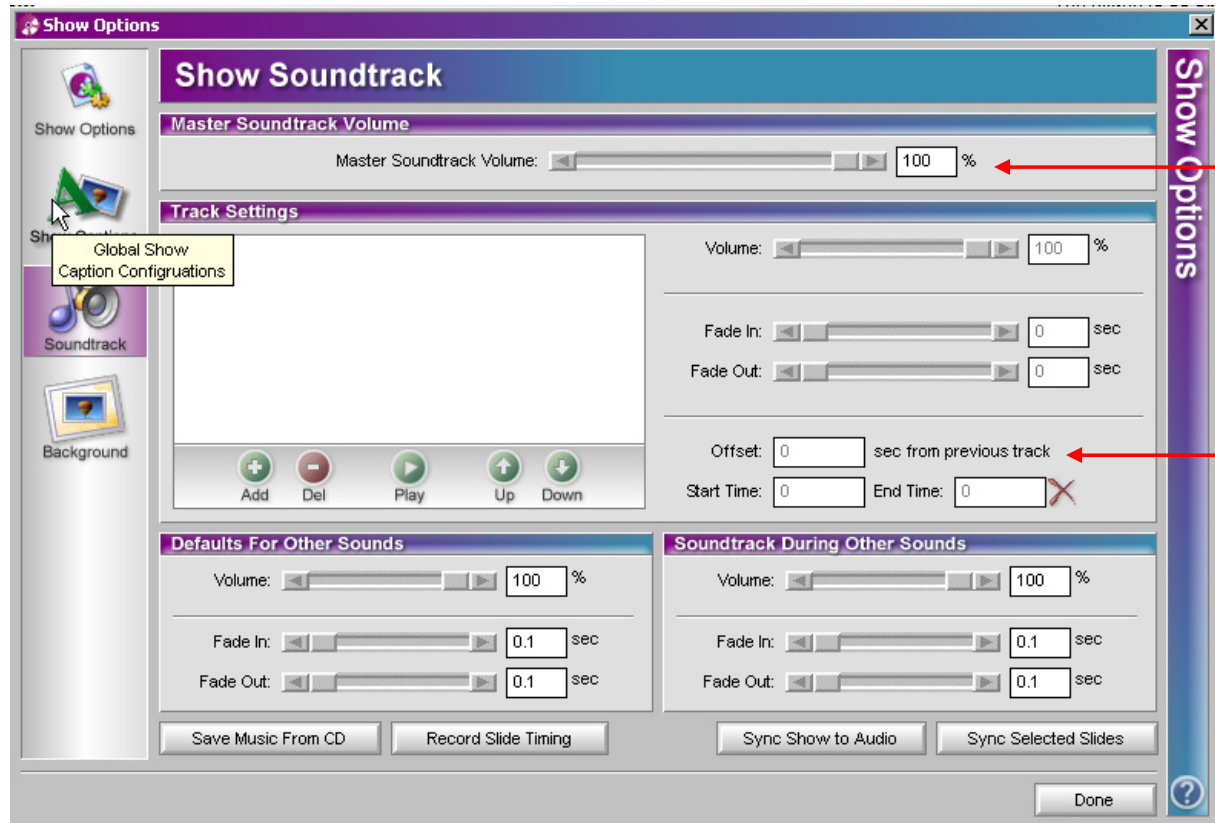 Show Options
Show Options
Show Soundtrack
Master Soundtrack Volume
Master Soundtrack Volume: 100 %
Global Show
Caption Configruations
Soundtrack
Background
Track Settings
Volume: 100 %
Fade In: 0 sec
Fade Out: 0 sec
Offset: 0 sec from previous track
Start Time: 0 End Time: 0
Add Del Play Up Down
Defaults For Other Sounds
Volume: 100 %
Fade In: 0.1 sec
Fade Out: 0.1 sec
Soundtrack During Other Sounds
Volume: 100 %
Fade In: 0.1 sec
Fade Out: 0.1 sec
Save Music From CD Record Slide Timing Sync Show to Audio Sync Selected Slides
Done
Show Options
?